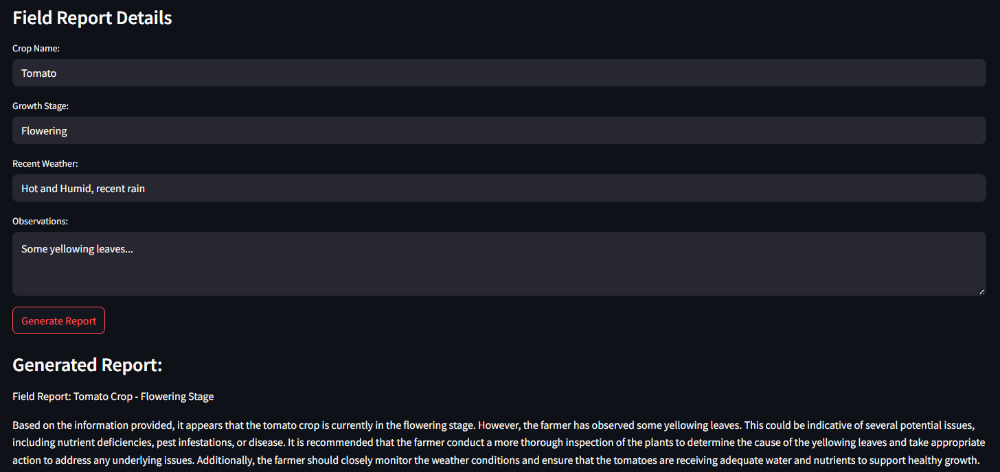 Field Report Details
Crop Name:
Tomato
Growth Stage:
Flowering
Recent Weather:
Hot and Humid, recent rain
Observations:
Some yellowing leaves...
Generate Report
Generated Report:
Field Report: Tomato Crop - Flowering Stage
Based on the information provided, it appears that the tomato crop is currently in the flowering stage. However, the farmer has observed some yellowing leaves. This could be indicative of several potential issues,
including nutrient deficiencies, pest infestations, or disease. It is recommended that the farmer conduct a more thorough inspection of the plants to determine the cause of the yellowing leaves and take appropriate
action to address any underlying issues. Additionally, the farmer should closely monitor the weather conditions and ensure that the tomatoes are receiving adequate water and nutrients to support healthy growth.